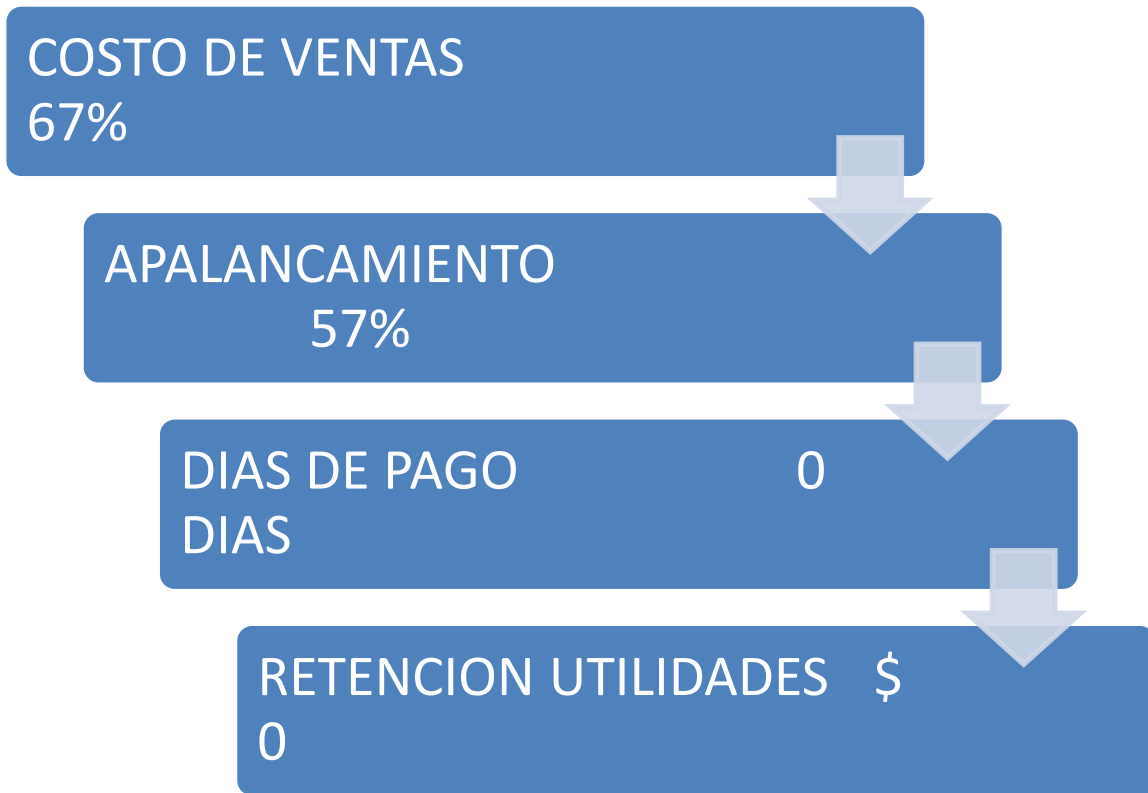 COSTO DE VENTAS
67%
APALANCAMIENTO
57%
DIAS DE PAGO 0
DIAS
RETENCION UTILIDADES $
0